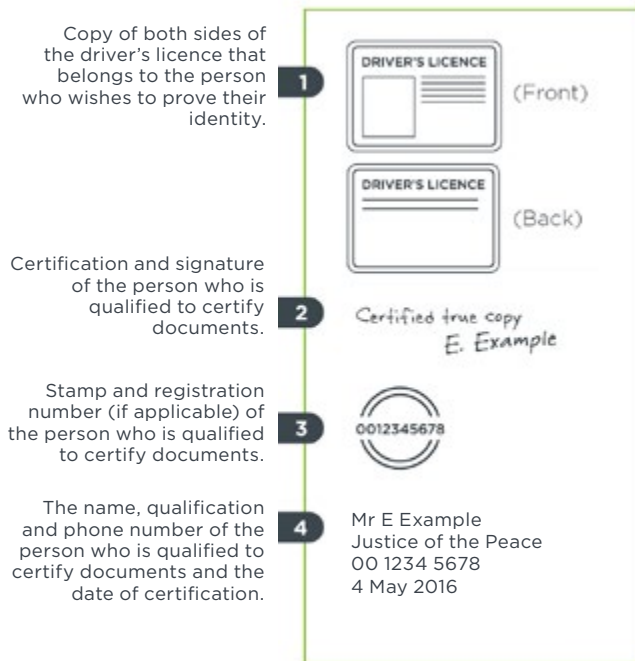 Copy of both sides of
the driver's licence that
belongs to the person
who wishes to prove their
identity.
1
DRIVER'S LICENCE
(Front)
DRIVER'S LICENCE
(Back)
Certification and signature
of the person who is
qualified to certify
documents.
2
Certified true copy
E. Example
Stamp and registration
number (if applicable) of
the person who is qualified
to certify documents.
3
0012345678
The name, qualification
and phone number of the
person who is qualified to
certify documents and the
date of certification.
4
Mr E Example
Justice of the Peace
00 1234 5678
4 May 2016